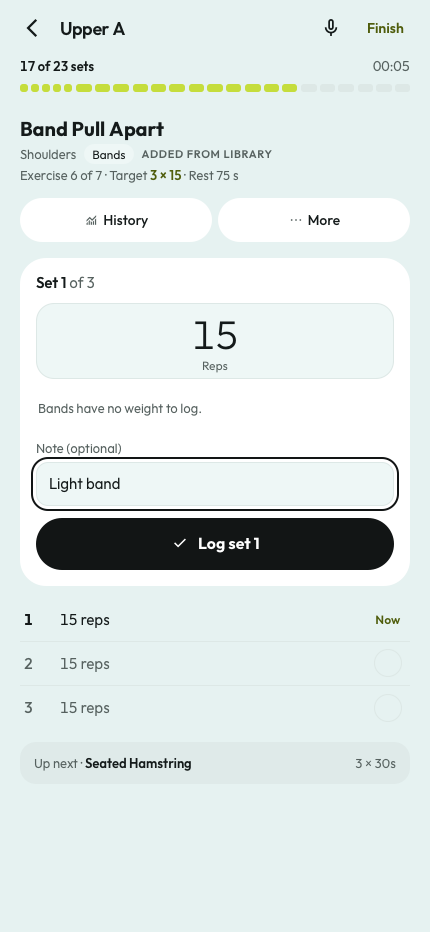 Upper A
Finish
17 of 23 sets
00:05
Band Pull Apart
Shoulders Bands ADDED FROM LIBRARY
Exercise 6 of 7 · Target 3 × 15 · Rest 75 s
History
More
Set 1 of 3
15
Reps
Bands have no weight to log.
Note (optional)
Light band
Log set 1
1 15 reps Now
2 15 reps
3 15 reps
Up next · Seated Hamstring 3 × 30s